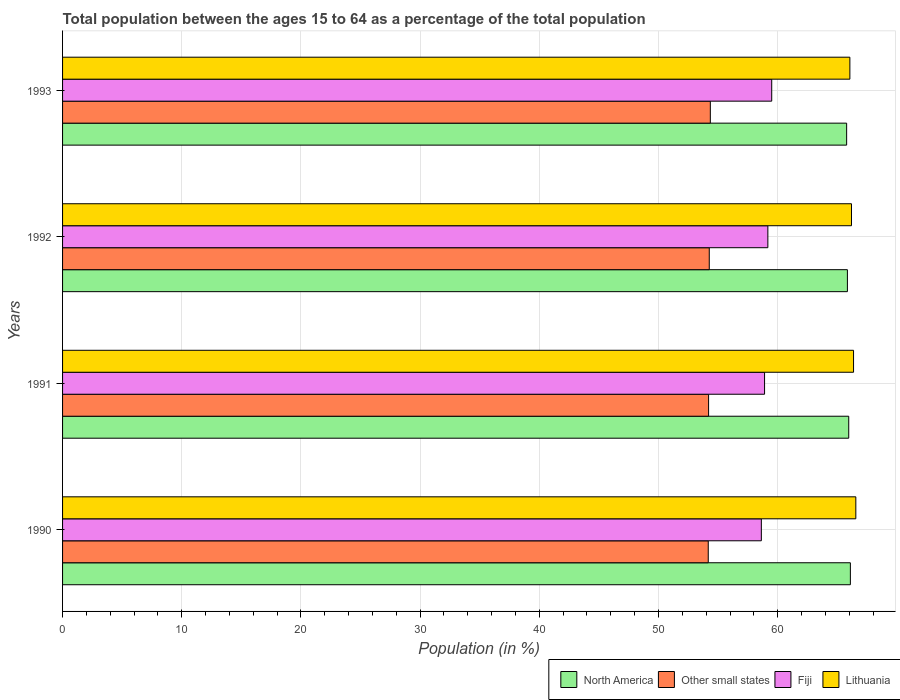 Total population between the ages 15 to 64 as a percentage of the total population
1993
1992
1991
1990
Years
0
10
20
30
40
50
60
Population (in %)
North America
Other small states
Fiji
Lithuania